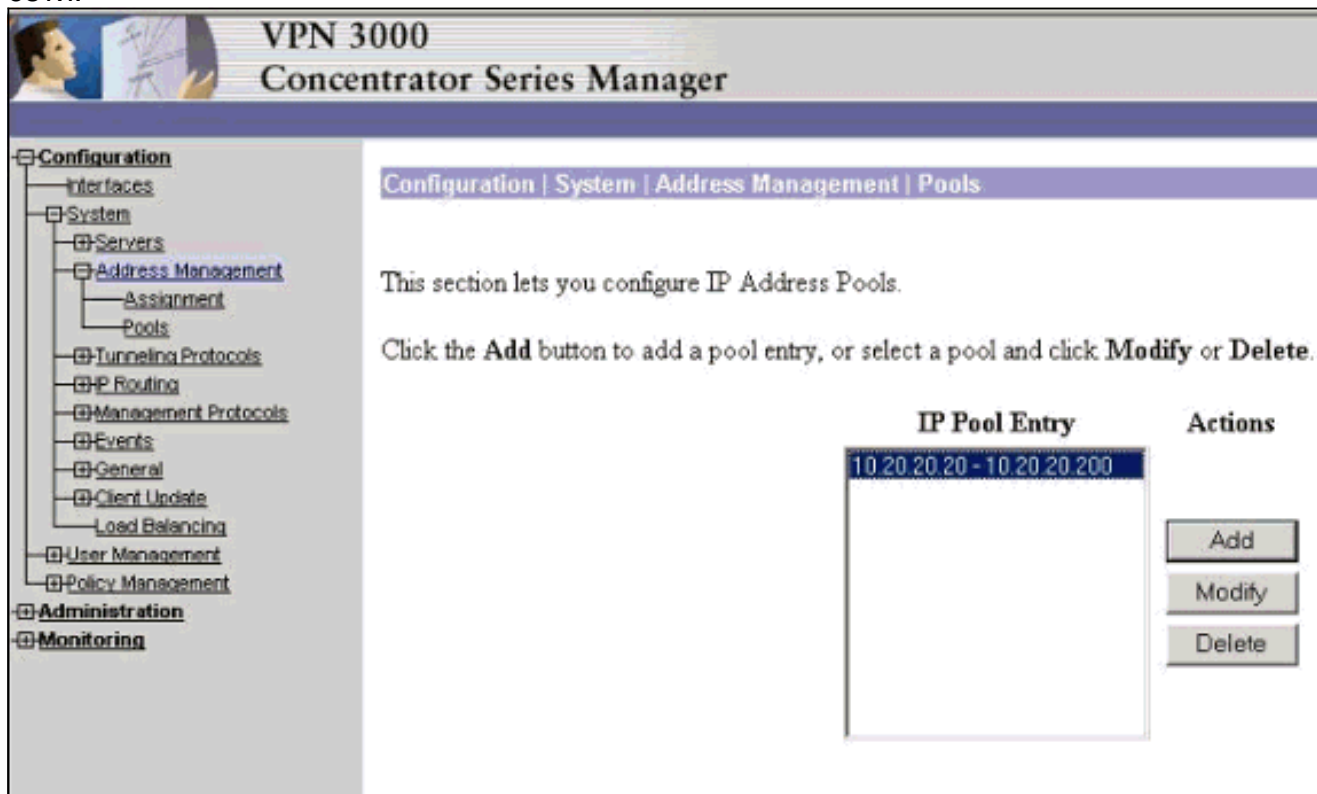 VPN 3000
Concentrator Series Manager
Configuration
Interfaces
System
Servers
Address Management
Assignment
Pools
Tunneling Protocols
IP Routing
Management Protocols
Events
General
Client Update
Load Balancing
User Management
Policy Management
Administration
Monitoring
Configuration | System | Address Management | Pools
This section lets you configure IP Address Pools.
Click the Add button to add a pool entry, or select a pool and click Modify or Delete.
IP Pool Entry
Actions
10.20.20.20 - 10.20.20.200
Add
Modify
Delete